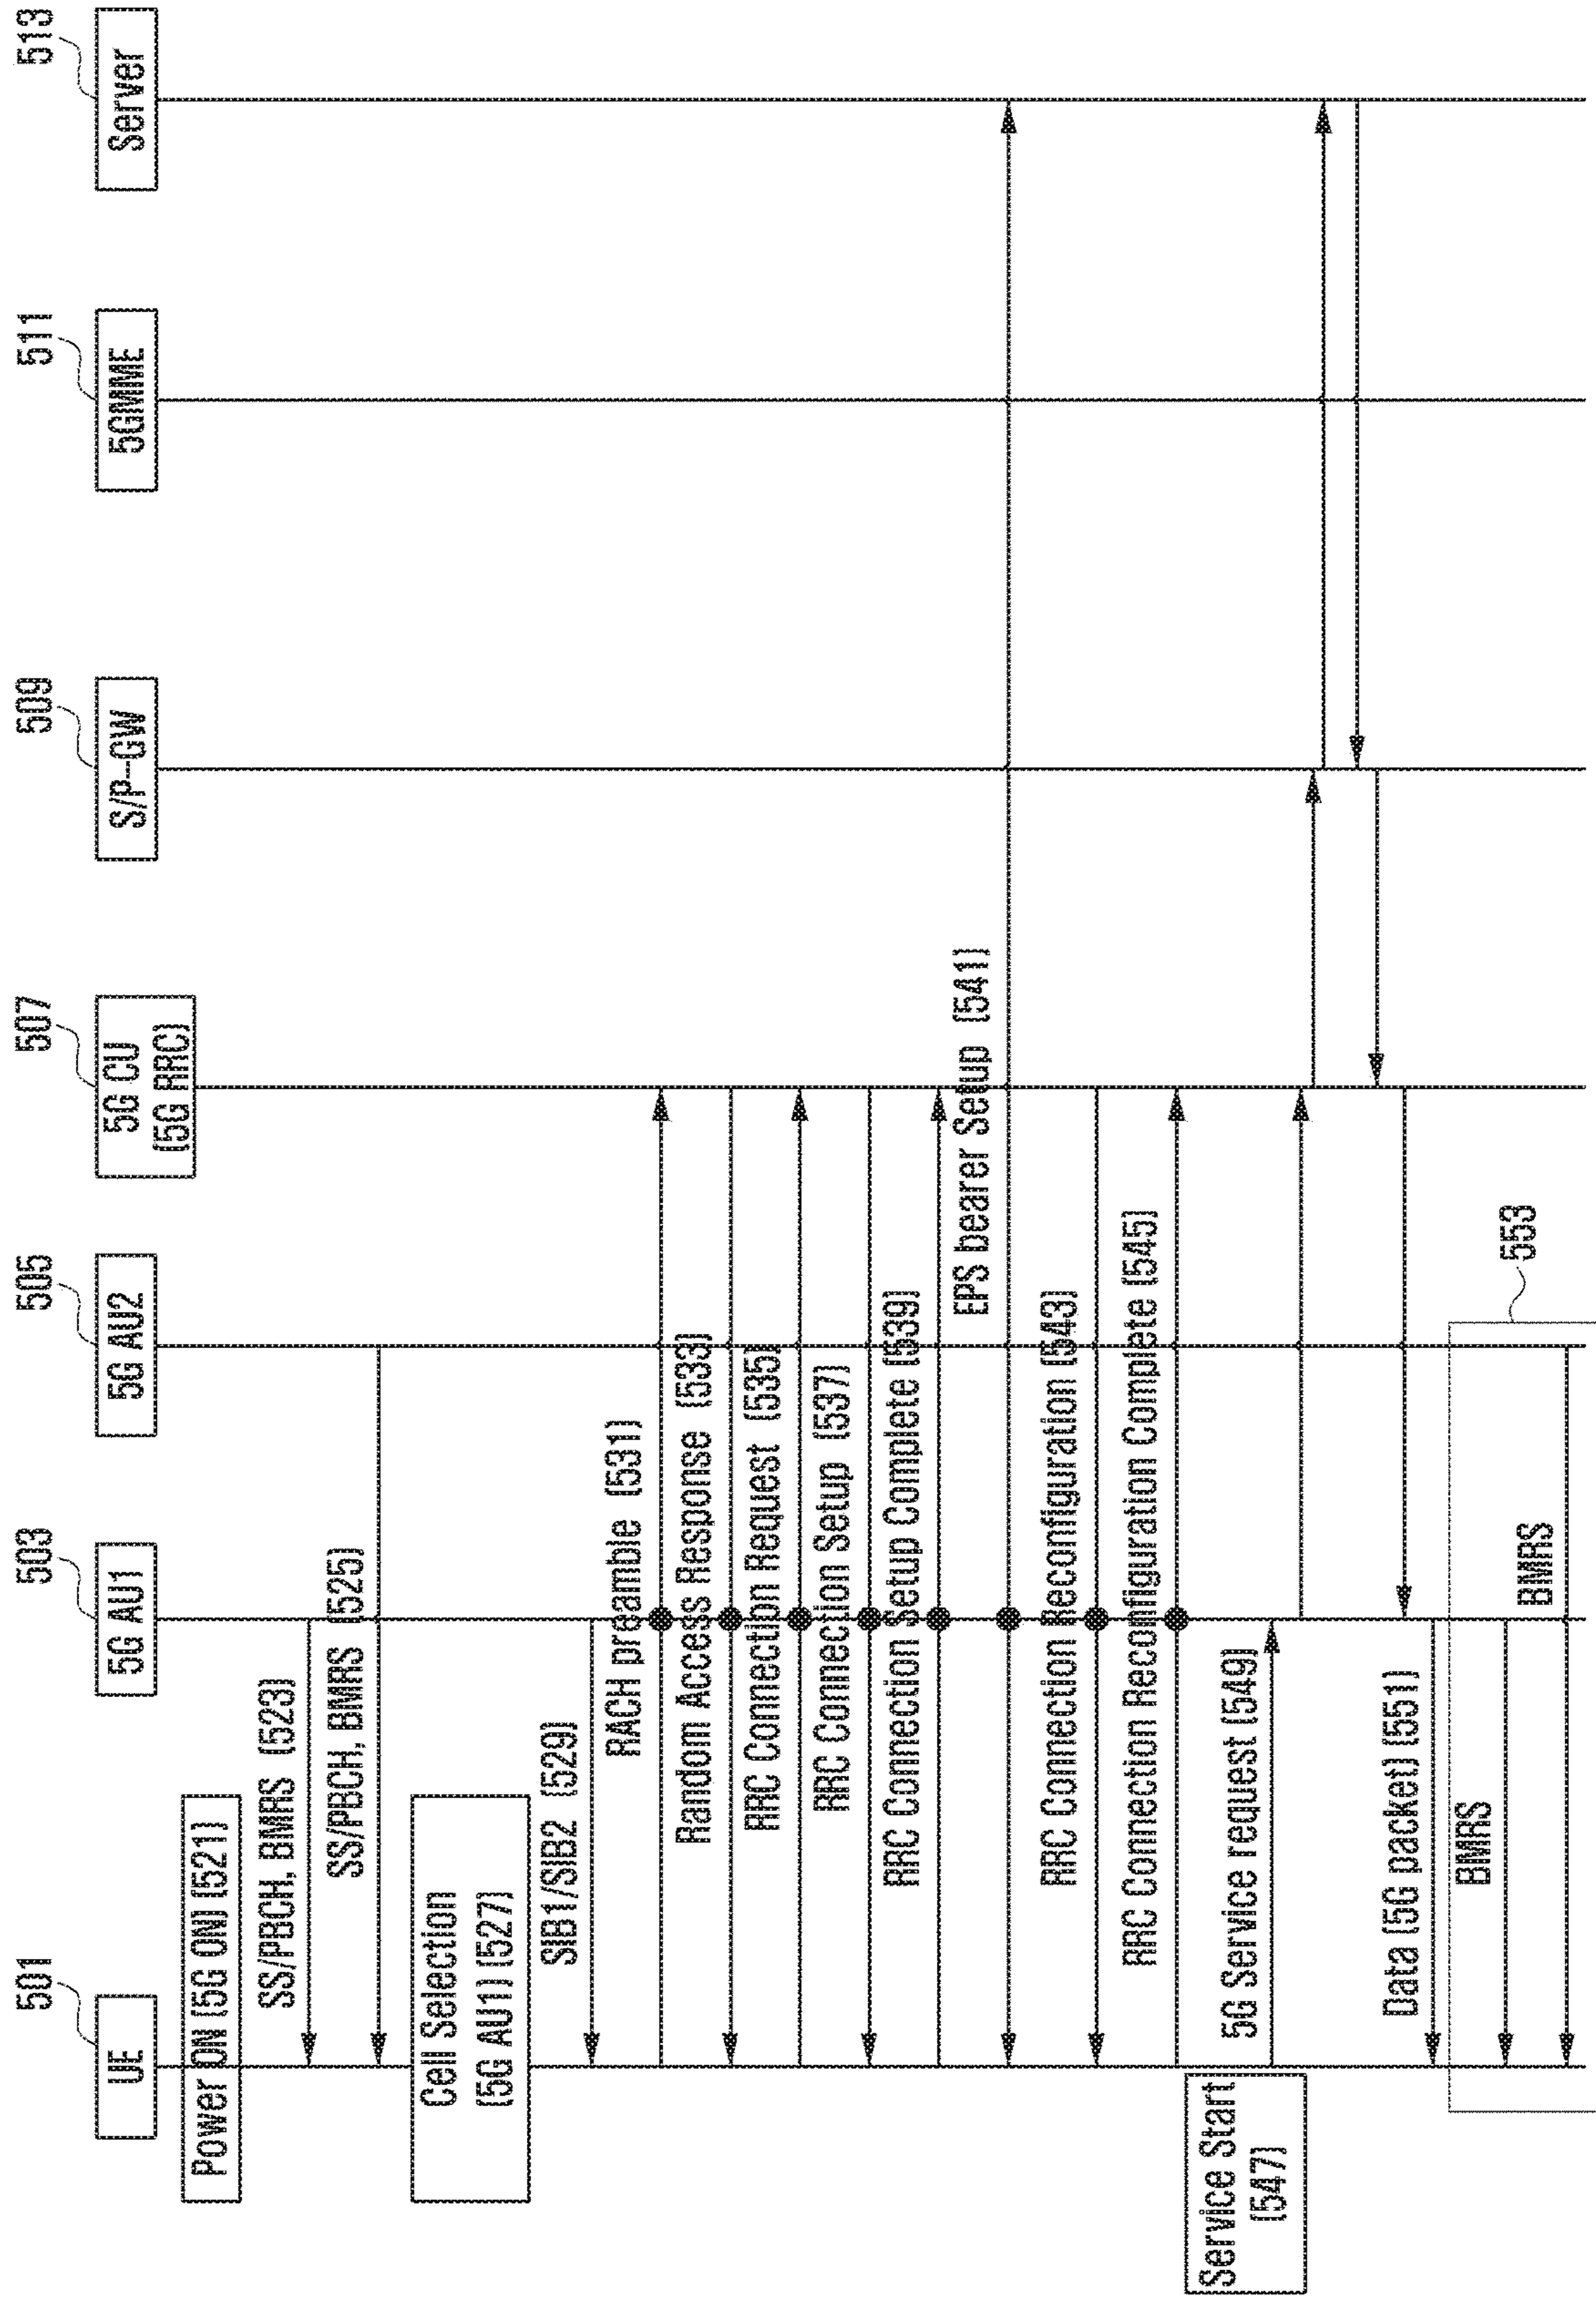 501
503
505
507
509
511
513
UE
5G AU1
5G AU2
5G CU
(5G RRC)
S/P-GW
5GMME
Server
Power ON (5G ON) (521)
SS/PBCH, BMRS (523)
SS/PBCH, BMRS (525)
Cell Selection
(5G AU1) (527)
SIB1/SIB2 (529)
RACH preamble (531)
Random Access Response (533)
RRC Connection Request (535)
RRC Connection Setup (537)
RRC Connection Setup Complete (539)
EPS bearer Setup (541)
RRC Connection Reconfiguration (543)
RRC Connection Reconfiguration Complete (545)
Service Start
(547)
5G Service request (549)
Data (5G packet) (551)
BMRS
553
BMRS